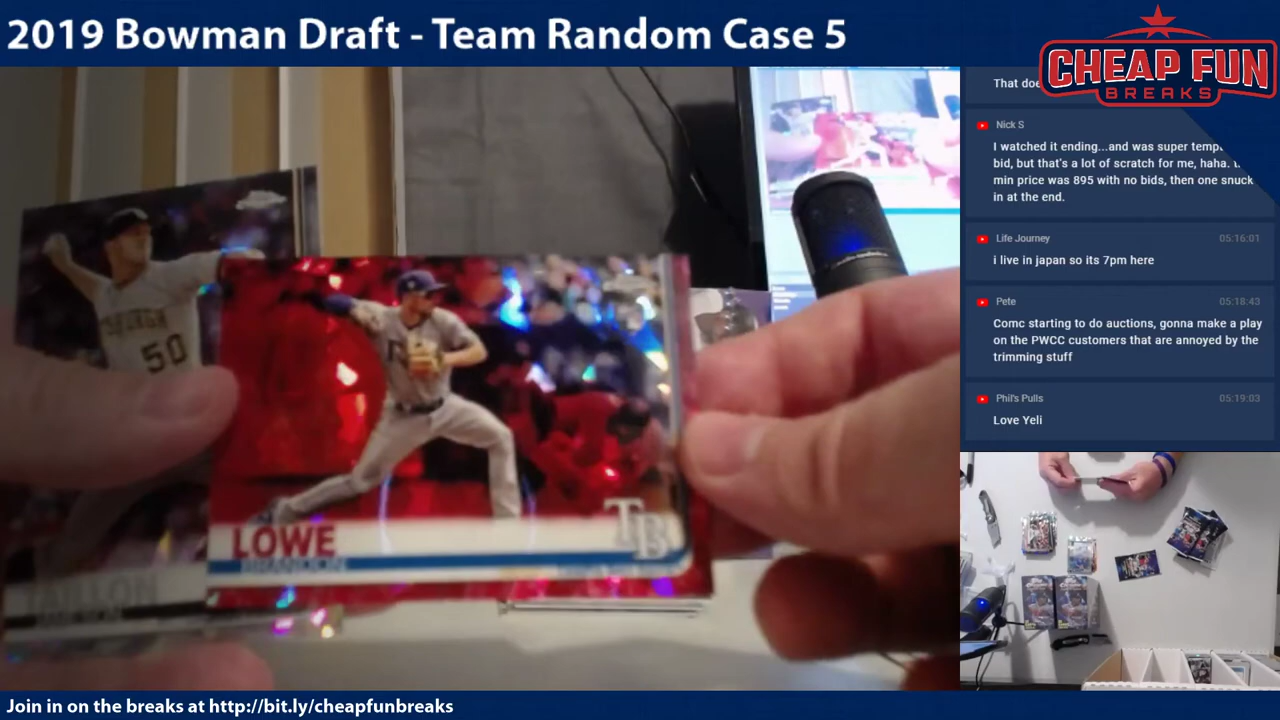 2019 Bowman Draft - Team Random Case 5
CHEAP FUN
BREAKS
That
Nick S
I watched it ending...and was super
bid, but that's a lot of scratch for me, haha.
min price was 895 with no bids, then one snuck
in at the end.
Life Journey 05:16:01
i live in japan so its 7pm here
Pete 05:18:43
Comc starting to do auctions, gonna make a play
on the PWCC customers that are annoyed by the
trimming stuff
Phil's Pulls 05:19:03
Love Yeli
50
TAILLON
LOWE
BRANDON
TB
Join in on the breaks at http://bit.ly/cheapfunbreaks